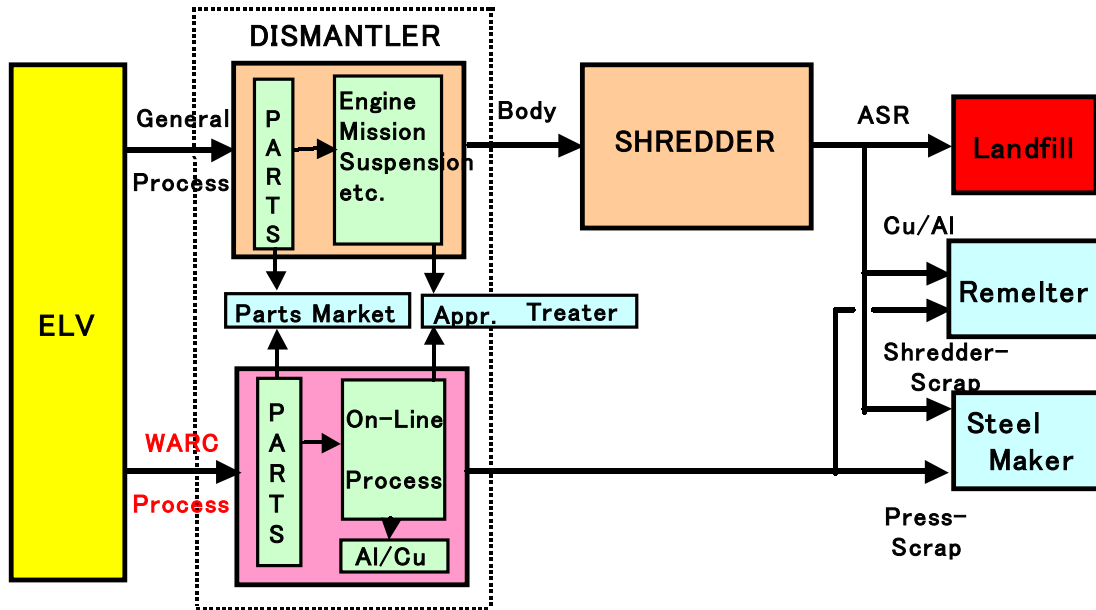 DISMANTLER
ELV
General
Process
P
A
R
T
S
Engine
Mission
Suspension
etc.
Body
SHREDDER
ASR
Landfill
Cu/Al
Remelter
Parts Market
Appr. Treater
Shredder-
Scrap
Steel
Maker
WARC
Process
P
A
R
T
S
On-Line
Process
Al/Cu
Press-
Scrap